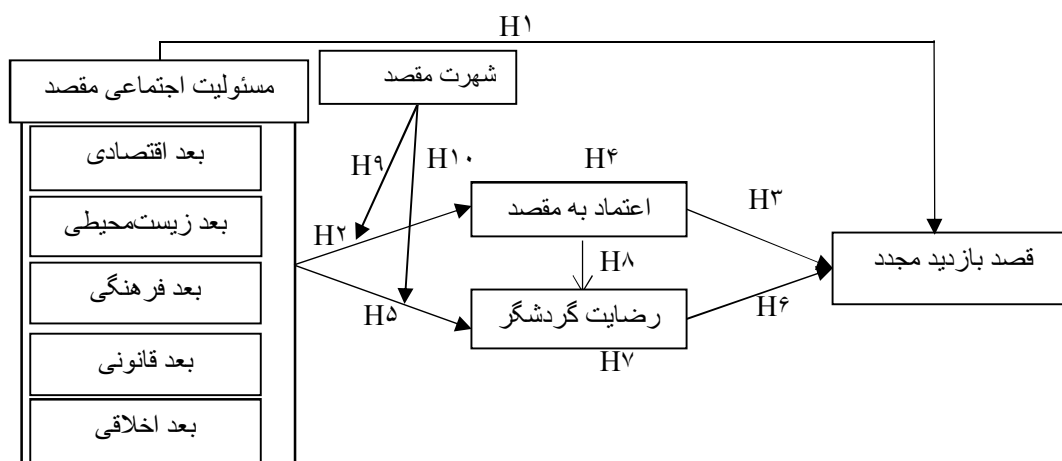 H۱
مسئولیت اجتماعی مقصد
شهرت مقصد
بعد اقتصادی
بعد زیست‌محیطی
بعد فرهنگی
بعد قانونی
بعد اخلاقی
H۹
H۱۰
H۲
H۵
H۴
اعتماد به مقصد
H۸
رضایت گردشگر
H۷
H۳
H۶
قصد بازدید مجدد